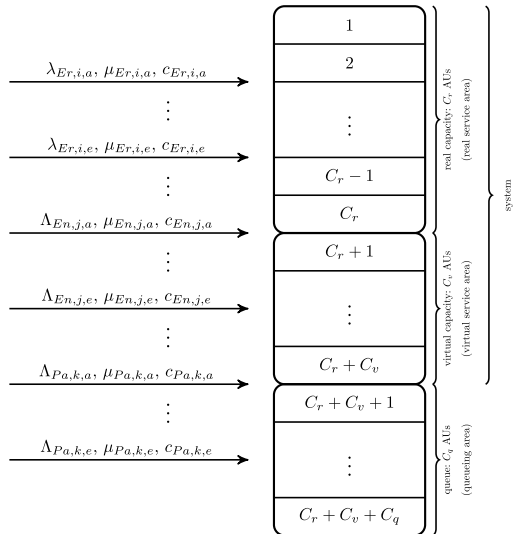 1
2
⋮
C_r − 1
C_r
C_r + 1
⋮
C_r + C_v
C_r + C_v + 1
⋮
C_r + C_v + C_q
λ_{Er,i,a}, μ_{Er,i,a}, c_{Er,i,a}
⋮
λ_{Er,i,e}, μ_{Er,i,e}, c_{Er,i,e}
⋮
Λ_{En,j,a}, μ_{En,j,a}, c_{En,j,a}
⋮
Λ_{En,j,e}, μ_{En,j,e}, c_{En,j,e}
⋮
Λ_{Pa,k,a}, μ_{Pa,k,a}, c_{Pa,k,a}
⋮
Λ_{Pa,k,e}, μ_{Pa,k,e}, c_{Pa,k,e}
real capacity: C_r AUs
(real service area)
virtual capacity: C_v AUs
(virtual service area)
queue: C_q AUs
(queueing area)
system